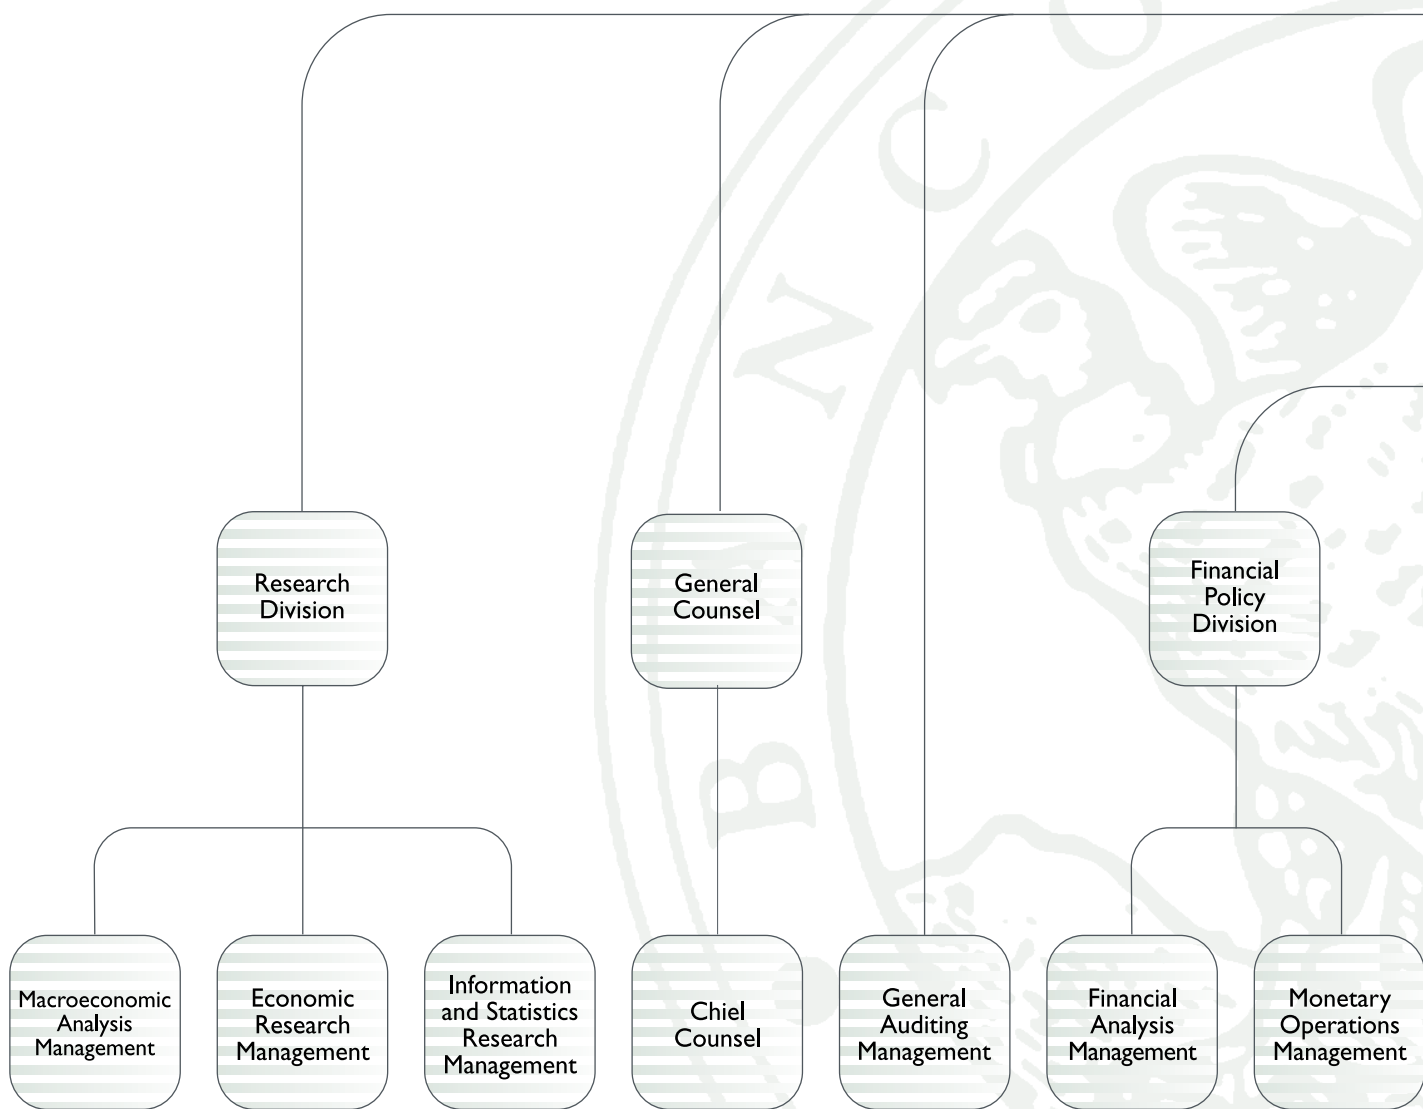 Research
Division
General
Counsel
Financial
Policy
Division
Macroeconomic
Analysis
Management
Economic
Research
Management
Information
and Statistics
Research
Management
Chiel
Counsel
General
Auditing
Management
Financial
Analysis
Management
Monetary
Operations
Management
B A N C O